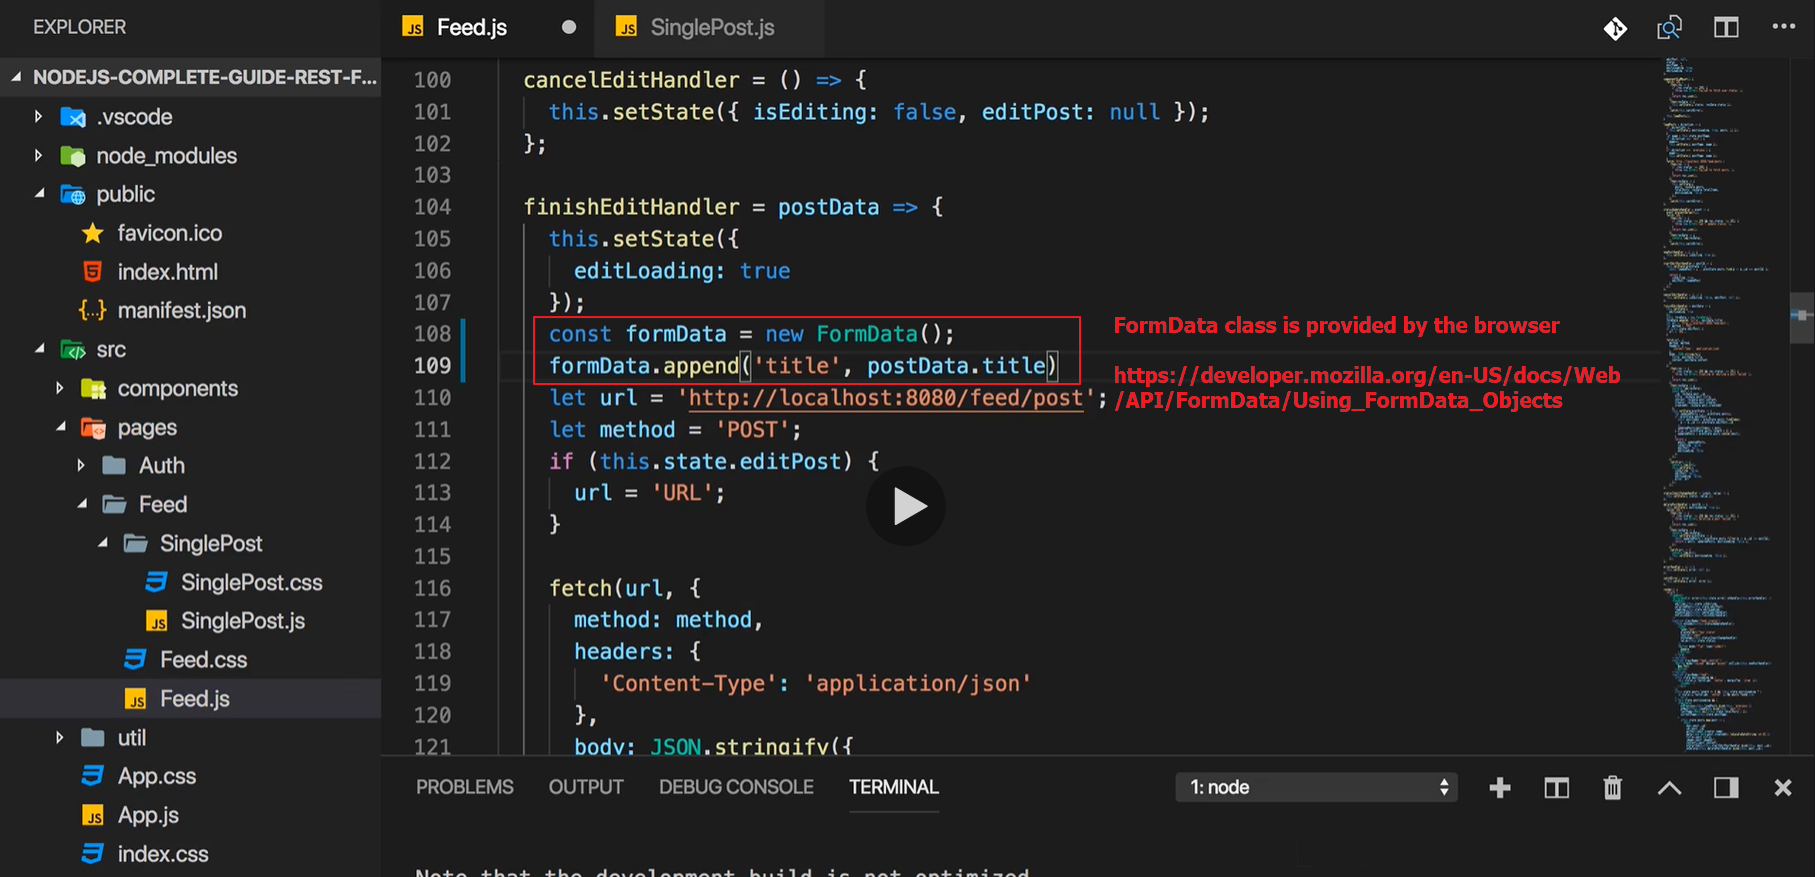 EXPLORER
NODEJS-COMPLETE-GUIDE-REST-F...
.vscode
node_modules
public
favicon.ico
index.html
manifest.json
src
components
pages
Auth
Feed
SinglePost
SinglePost.css
SinglePost.js
Feed.css
Feed.js
util
App.css
App.js
index.css
JS Feed.js
JS SinglePost.js
100 cancelEditHandler = () => {
101 this.setState({ isEditing: false, editPost: null });
102 };
103
104 finishEditHandler = postData => {
105 this.setState({
106 editLoading: true
107 });
108 const formData = new FormData();
109 formData.append('title', postData.title)
110 let url = 'http://localhost:8080/feed/post';
111 let method = 'POST';
112 if (this.state.editPost) {
113 url = 'URL';
114 }
115
116 fetch(url, {
117 method: method,
118 headers: {
119 'Content-Type': 'application/json'
120 },
121 body: JSON.stringify({
FormData class is provided by the browser
https://developer.mozilla.org/en-US/docs/Web
/API/FormData/Using_FormData_Objects
PROBLEMS OUTPUT DEBUG CONSOLE TERMINAL 1: node
Note that the development build is not optimized